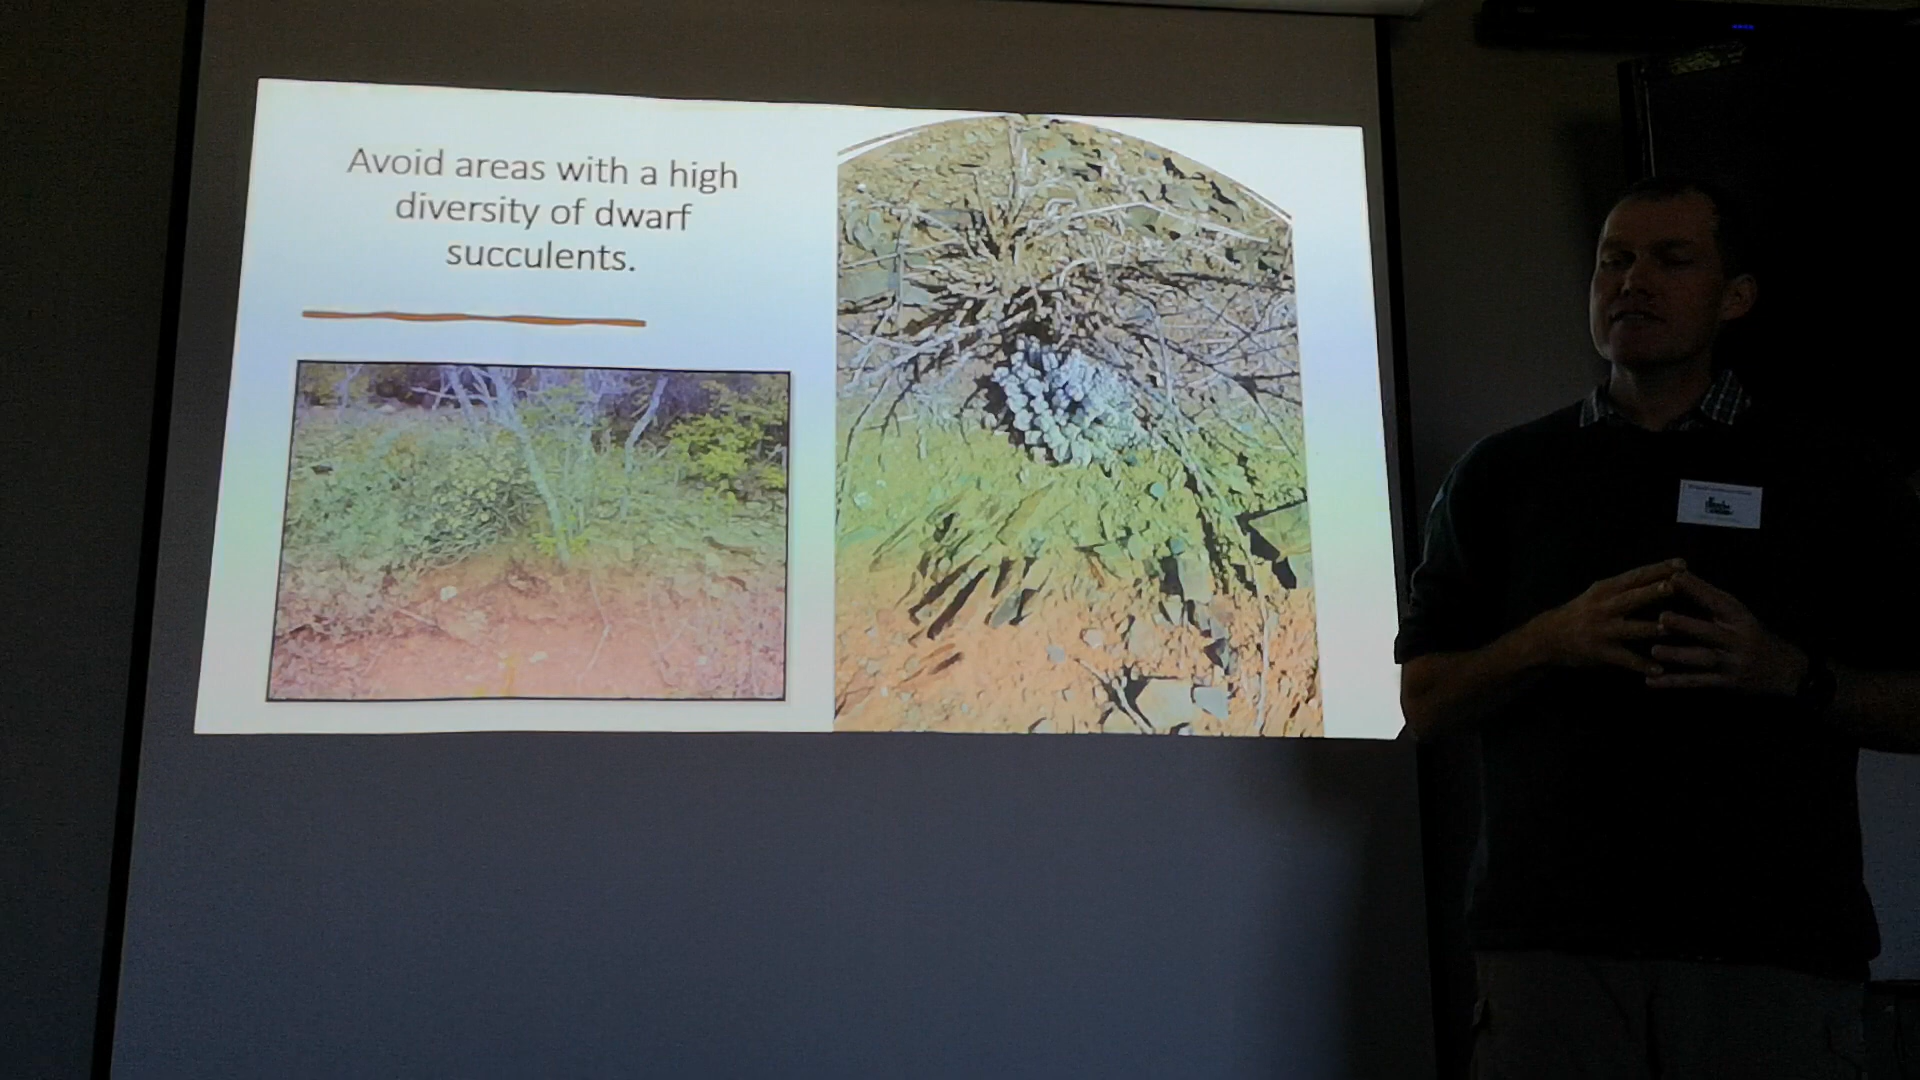 Avoid areas with a high
diversity of dwarf
succulents.